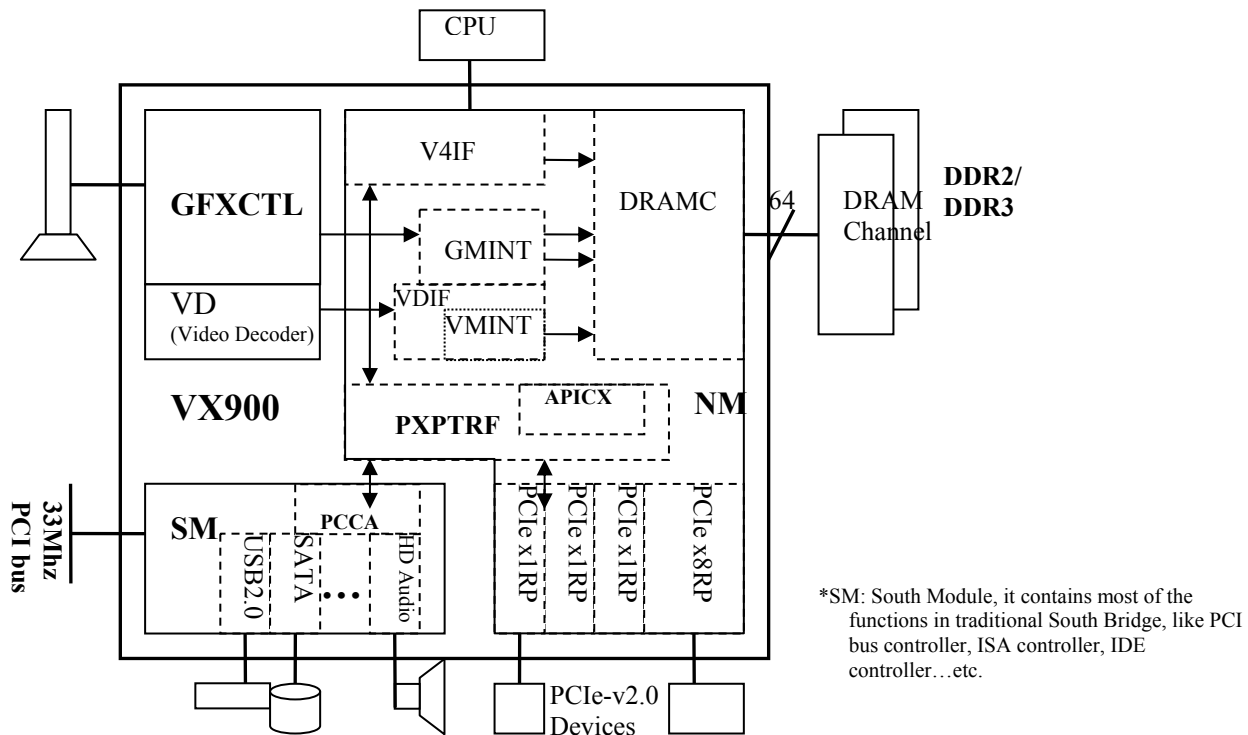 CPU
V4IF
DRAMC
GFXCTL
GMINT
VD
(Video Decoder)
VDIF
VMINT
64
DRAM
Channel
DDR2/
DDR3
VX900
APICX
PXPTRF
NM
33Mhz
PCI bus
SM
PCCA
USB2.0
SATA
...
HD Audio
PCIe x1RP
PCIe x1RP
PCIe x1RP
PCIe x8RP
PCIe-v2.0
Devices
*SM: South Module, it contains most of the
functions in traditional South Bridge, like PCI
bus controller, ISA controller, IDE
controller…etc.